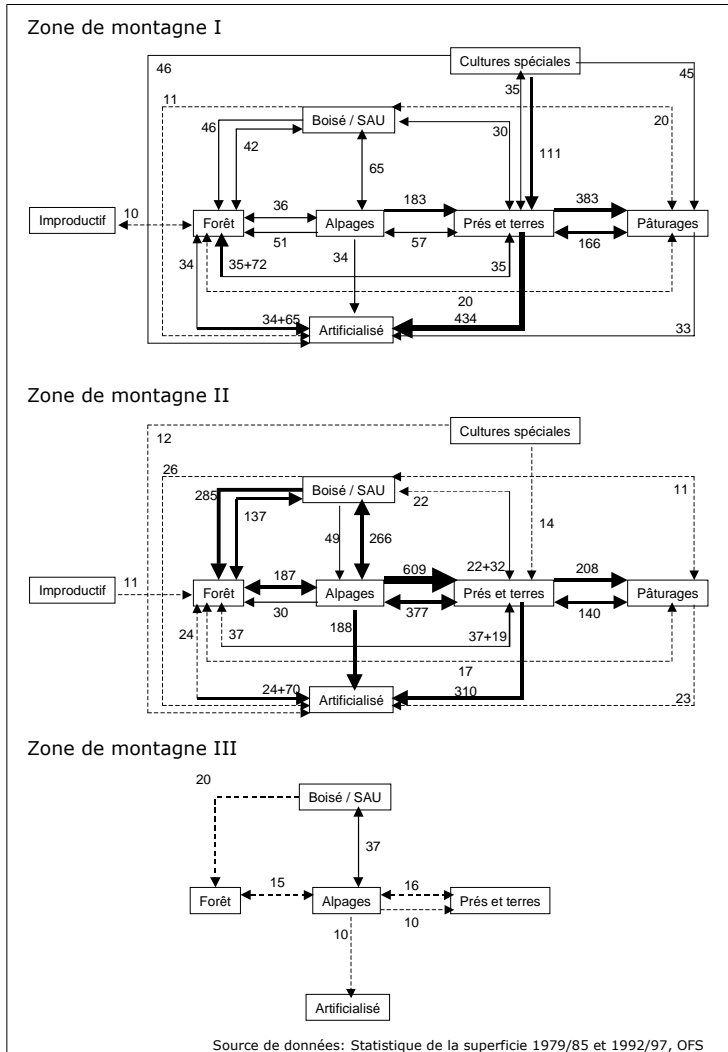 Zone de montagne I
Cultures spéciales
46
45
35
11
Boisé / SAU
46
42
30
20
111
65
Improductif
10
Forêt
36
Alpages
183
Prés et terres
383
Pâturages
51
57
166
34
34
35+72
35
20
34+65
Artificialisé
434
33
Zone de montagne II
Cultures spéciales
12
26
Boisé / SAU
285
22
11
137
49
266
14
Improductif
11
Forêt
187
Alpages
609
22+32
Prés et terres
208
Pâturages
30
377
140
24
37
188
37+19
17
24+70
Artificialisé
310
23
Zone de montagne III
20
Boisé / SAU
37
Forêt
15
Alpages
16
Prés et terres
10
10
Artificialisé
Source de données: Statistique de la superficie 1979/85 et 1992/97, OFS